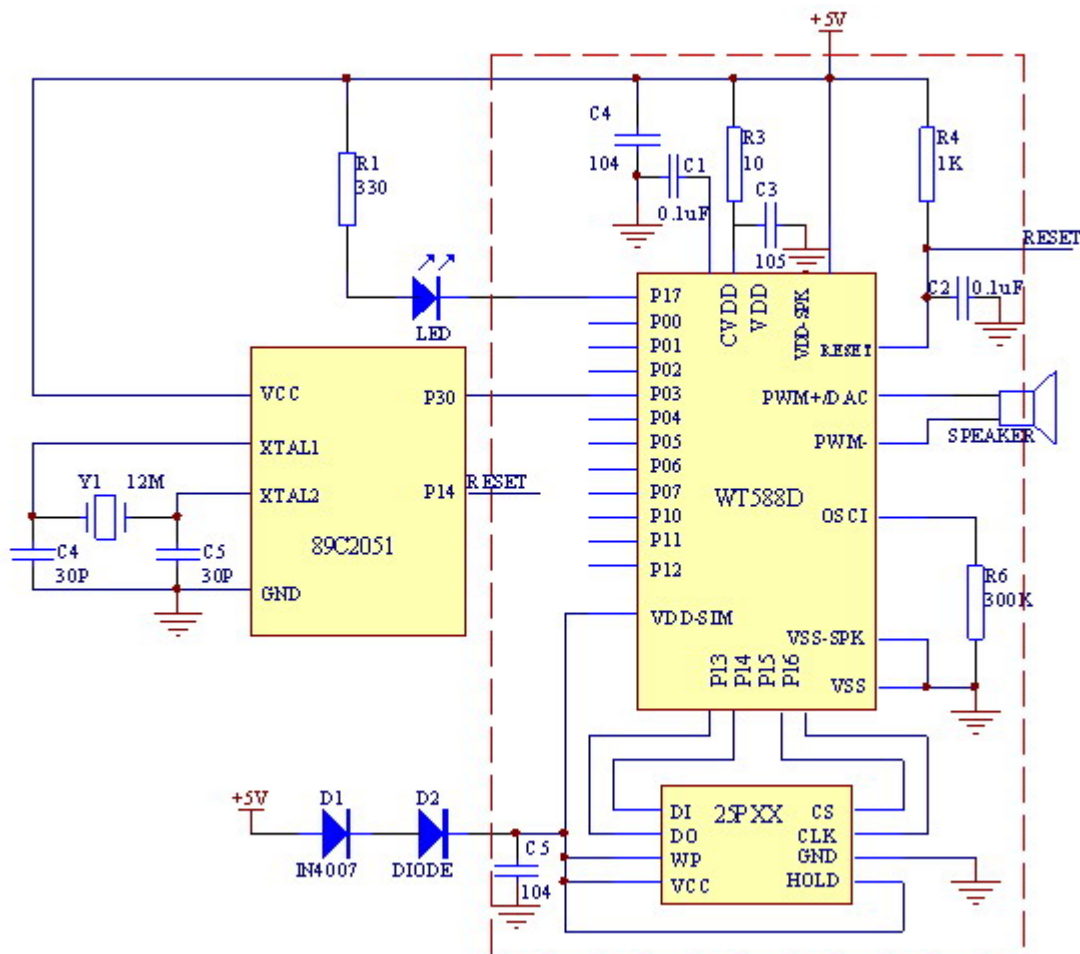 +5V
C4
104
C1
0.1uF
R3
10
C3
105
R4
1K
RESET
C2
0.1uF
R1
330
LED
P17
P00
P01
P02
P03
P04
P05
P06
P07
P10
P11
P12
VDD-SIM
CVDD
VDD
VDD-SPK
RESET
PWM+/DAC
PWM-
WT588D
OSCI
VSS-SPK
VSS
P13
P14
P15
P16
SPEAKER
R6
300K
VCC
XTAL1
XTAL2
GND
P30
P14
RESET
89C2051
Y1
12M
C4
30P
C5
30P
+5V
D1
IN4007
D2
DIODE
C5
104
25PXX
DI
DO
WP
VCC
CS
CLK
GND
HOLD